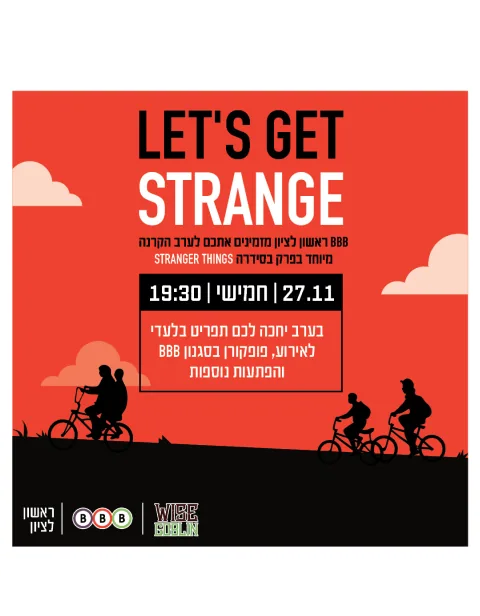 LET'S GET
STRANGE
BBB ראשון לציון מזמינים אתכם לערב הקרנה
מיוחד בפרק בסידרה STRANGER THINGS
27.11 | חמישי | 19:30
בערב יחכה לכם תפריט בלעדי
לאירוע, פופקורן בסגנון BBB
והפתעות נוספות
ראשון
לציון
BBB
WISE
GOBLIN